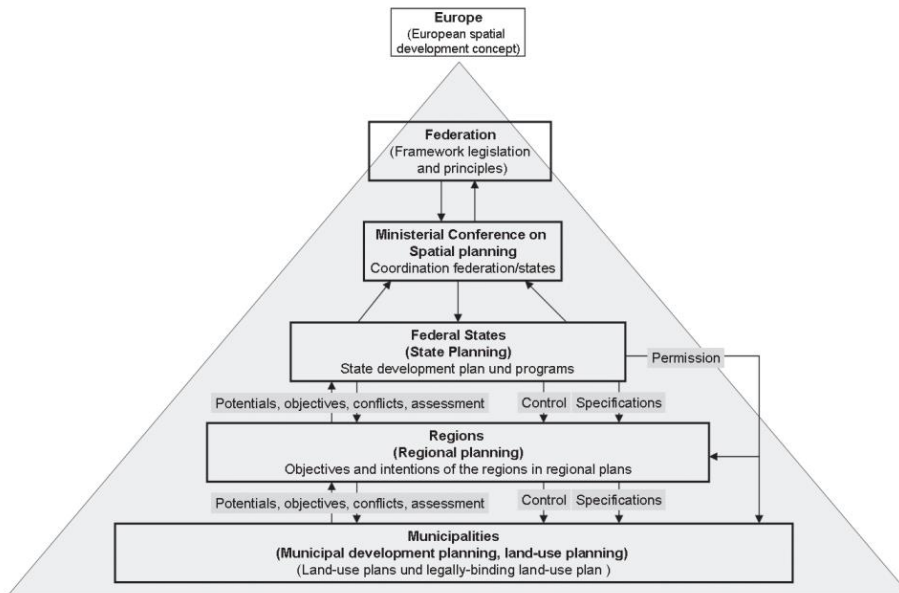 Europe
(European spatial
development concept)
Federation
(Framework legislation
and principles)
Ministerial Conference on
Spatial planning
Coordination federation/states
Federal States
(State Planning)
State development plan und programs
Permission
Potentials, objectives, conflicts, assessment
Control
Specifications
Regions
(Regional planning)
Objectives and intentions of the regions in regional plans
Potentials, objectives, conflicts, assessment
Control
Specifications
Municipalities
(Municipal development planning, land-use planning)
(Land-use plans und legally-binding land-use plan )